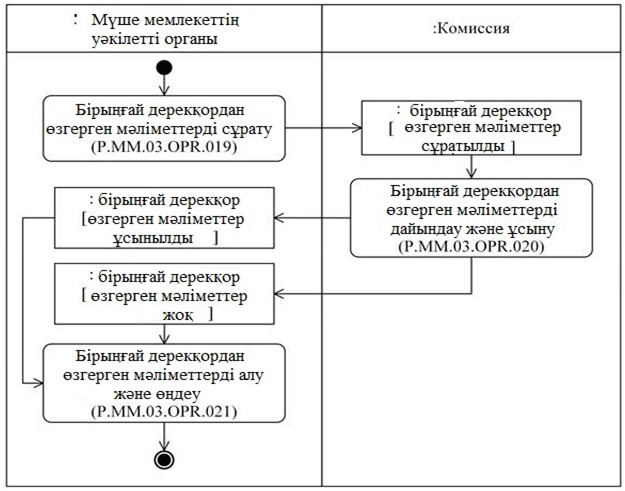 : Мүше мемлекеттің
уәкілетті органы
:Комиссия
Бірыңғай дерекқордан
өзгерген мәліметтерді сұрату
(P.MM.03.OPR.019)
: бірыңғай дерекқор
[ өзгерген мәліметтер
сұратылды ]
Бірыңғай дерекқордан
өзгерген мәліметтерді
дайындау және ұсыну
(P.MM.03.OPR.020)
: бірыңғай дерекқор
[өзгерген мәліметтер
ұсынылды ]
: бірыңғай дерекқор
[ өзгерген мәліметтер
жоқ ]
Бірыңғай дерекқордан
өзгерген мәліметтерді алу
және өңдеу
(P.MM.03.OPR.021)